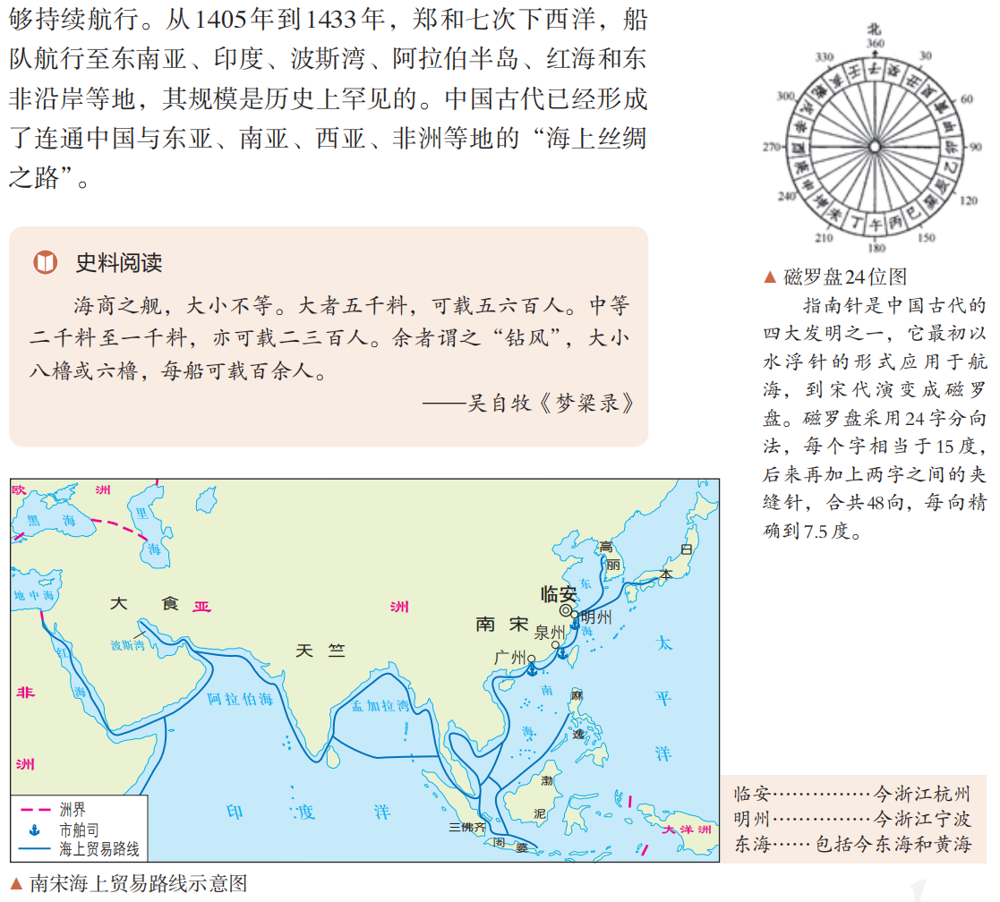 够持续航行。从1405年到1433年，郑和七次下西洋，船
队航行至东南亚、印度、波斯湾、阿拉伯半岛、红海和东
非沿岸等地，其规模是历史上罕见的。中国古代已经形成
了连通中国与东亚、南亚、西亚、非洲等地的“海上丝绸
之路”。
史料阅读
海商之舰，大小不等。大者五千料，可载五六百人。中等
二千料至一千料，亦可载二三百人。余者谓之“钻风”，大小
八橹或六橹，每船可载百余人。
——吴自牧《梦粱录》
北
360
30
60
90
120
150
180
210
240
270
300
330
子
癸
丑
艮
寅
甲
卯
乙
辰
巽
巳
丙
午
丁
未
坤
申
庚
酉
辛
戌
乾
亥
壬
▲ 磁罗盘24位图
指南针是中国古代的
四大发明之一，它最初以
水浮针的形式应用于航
海，到宋代演变成磁罗
盘。磁罗盘采用24字分向
法，每个字相当于15度，
后来再加上两字之间的夹
缝针，合共48向，每向精
确到7.5度。
欧洲
黑海
里海
地中海
大食
亚洲
波斯湾
红海
天竺
阿拉伯海
孟加拉湾
非洲
南宋
临安
明州
泉州
广州
高丽
日本
东海
南海
太平洋
麻逸
渤泥
三佛齐
阇婆
印度洋
大洋洲
洲界
市舶司
海上贸易路线
临安……………今浙江杭州
明州……………今浙江宁波
东海……包括今东海和黄海
▲ 南宋海上贸易路线示意图